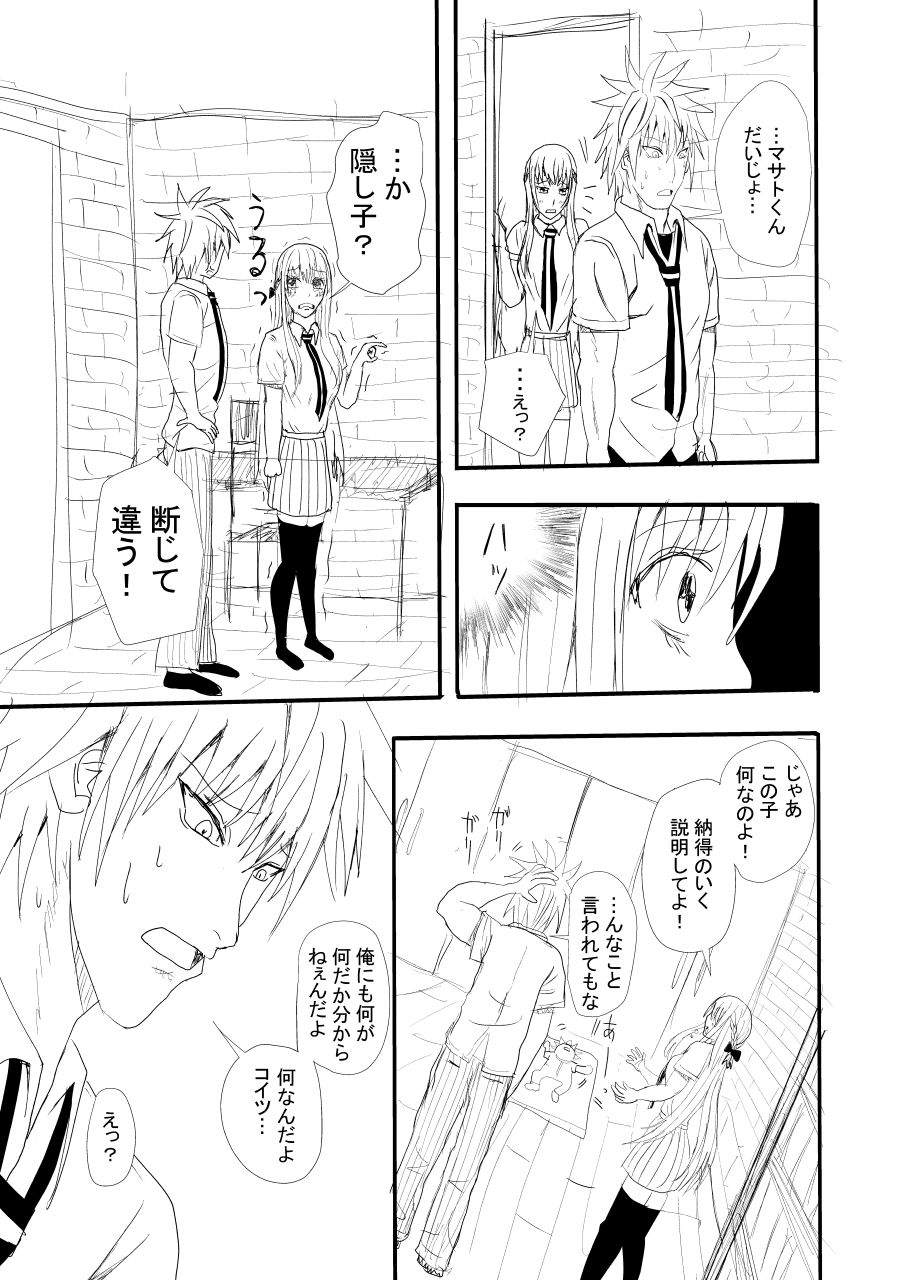 …マサトくん
だいじょ…
…えっ？
ハッ
…か
隠し子？
うるっ
断じて
違う！
じゃあ
この子
何なのよ！
納得のいく
説明してよ！
ガガ
…んなこと
言われてもな
あ
俺にも何が
何だか分から
ねぇんだよ
何なんだよ
コイツ…
えっ？